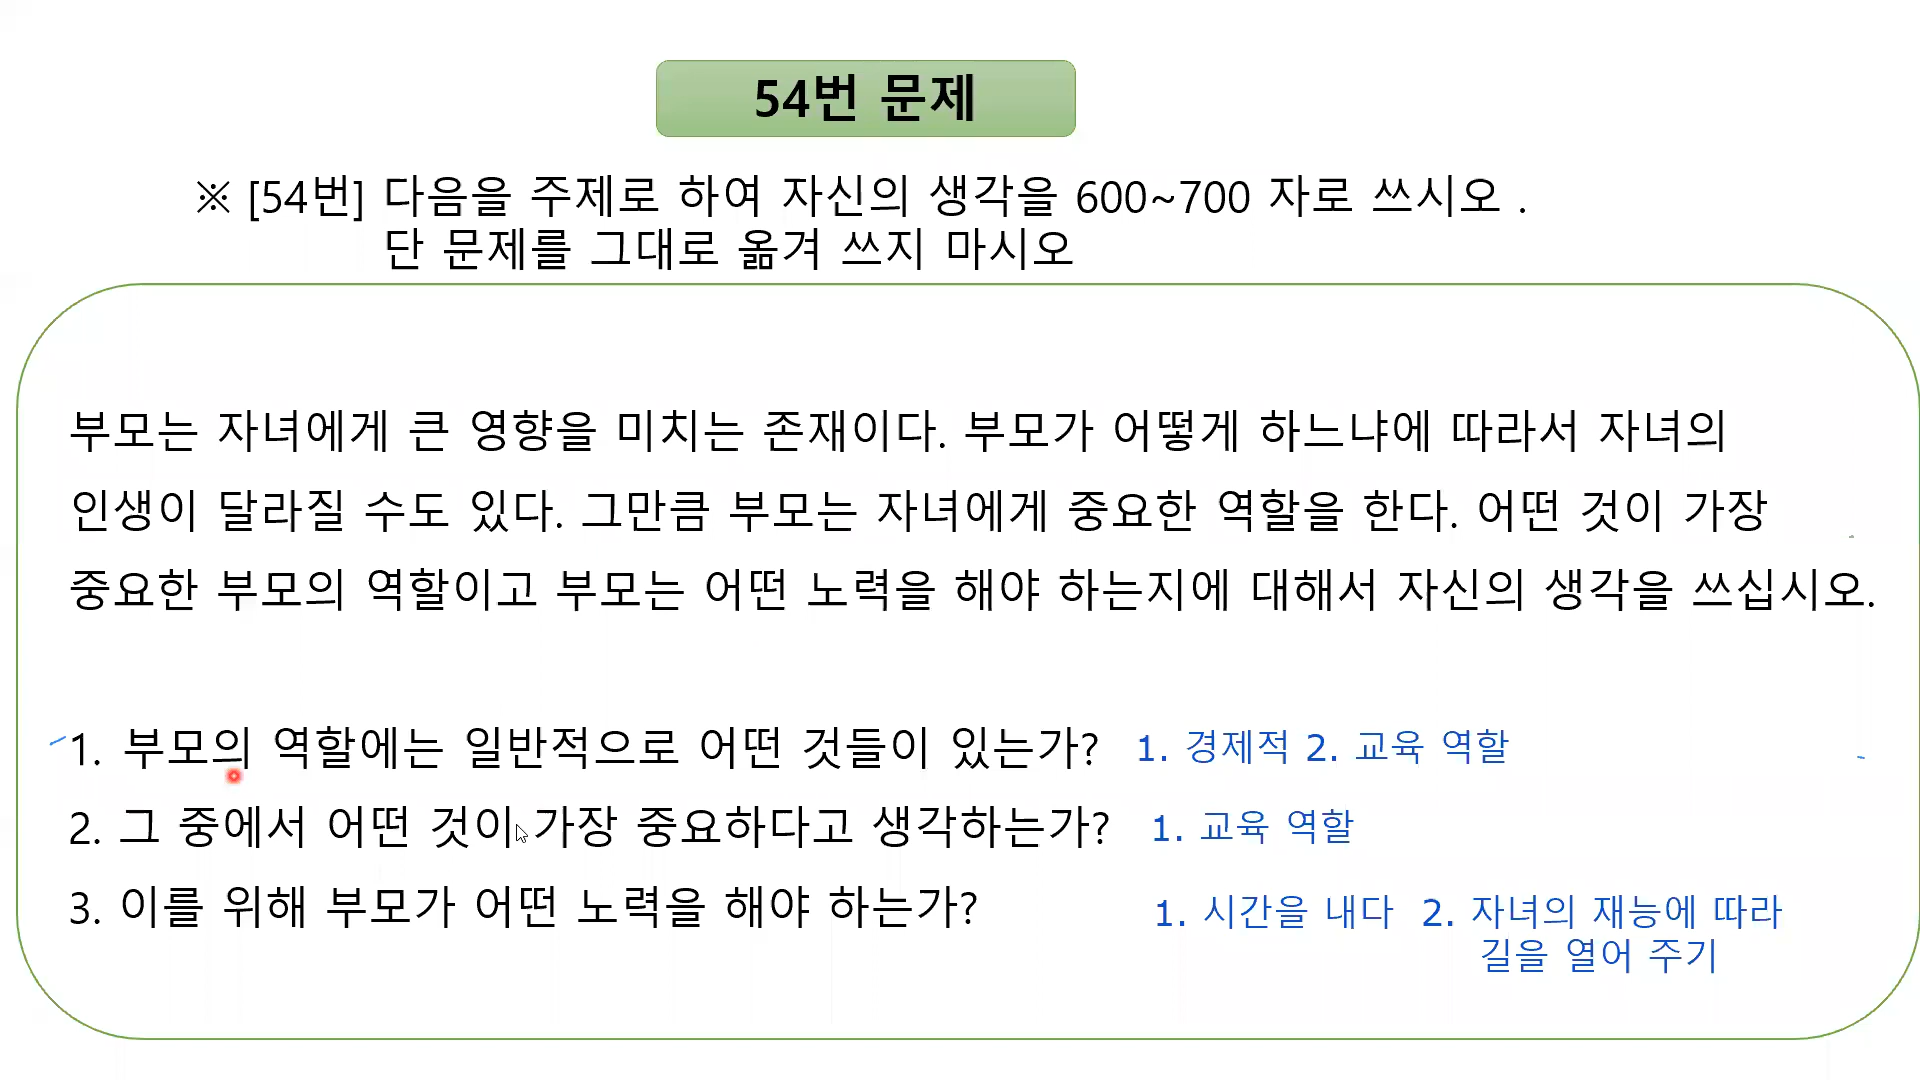 54번 문제
※ [54번] 다음을 주제로 하여 자신의 생각을 600~700 자로 쓰시오 .
단 문제를 그대로 옮겨 쓰지 마시오
부모는 자녀에게 큰 영향을 미치는 존재이다. 부모가 어떻게 하느냐에 따라서 자녀의
인생이 달라질 수도 있다. 그만큼 부모는 자녀에게 중요한 역할을 한다. 어떤 것이 가장
중요한 부모의 역할이고 부모는 어떤 노력을 해야 하는지에 대해서 자신의 생각을 쓰십시오.
1. 부모의 역할에는 일반적으로 어떤 것들이 있는가? 1. 경제적 2. 교육 역할
2. 그 중에서 어떤 것이 가장 중요하다고 생각하는가? 1. 교육 역할
3. 이를 위해 부모가 어떤 노력을 해야 하는가? 1. 시간을 내다 2. 자녀의 재능에 따라
길을 열어 주기